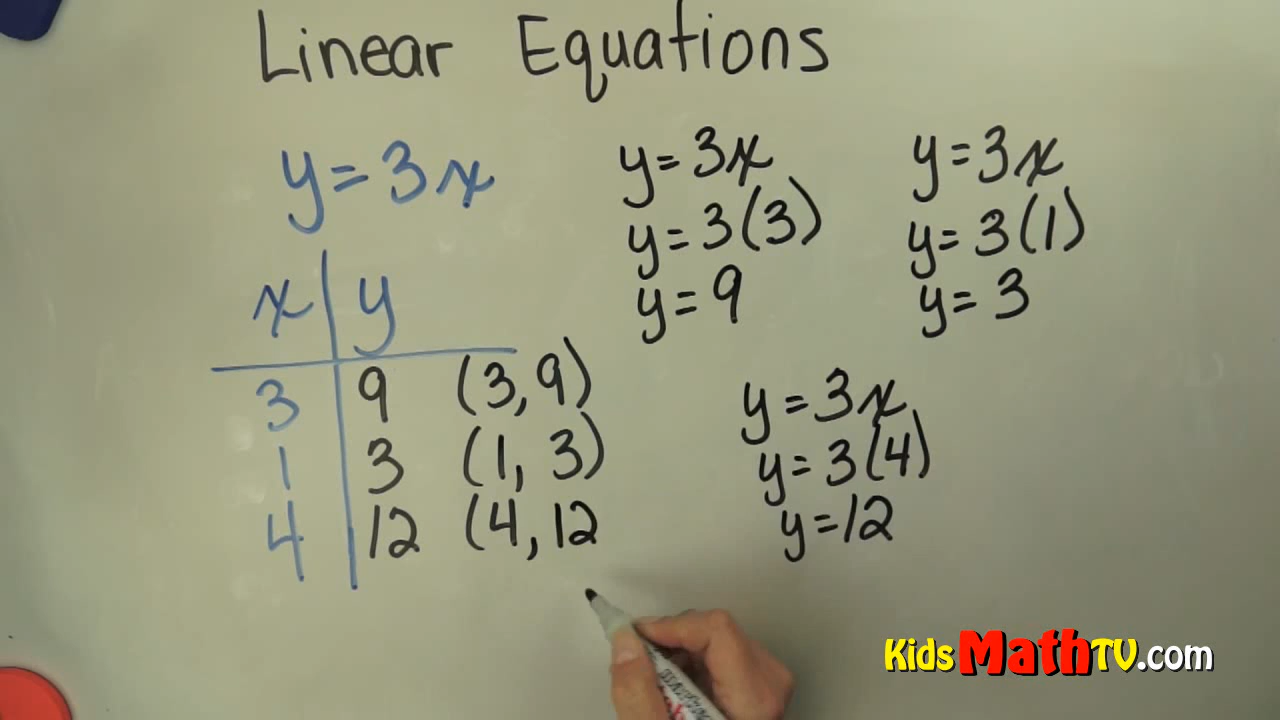 Linear Equations
y=3x
x y
3 9 (3,9)
1 3 (1, 3)
4 12 (4,12
y=3x
y=3(3)
y=9
y=3x
y=3(1)
y=3
y=3x
y=3(4)
y=12
KidsMathTV.com